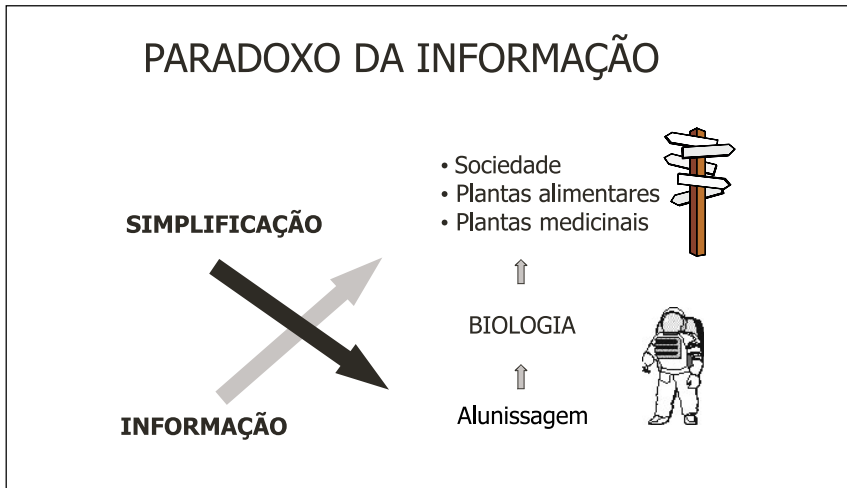 PARADOXO DA INFORMAÇÃO
SIMPLIFICAÇÃO
INFORMAÇÃO
• Sociedade
• Plantas alimentares
• Plantas medicinais
BIOLOGIA
Alunissagem